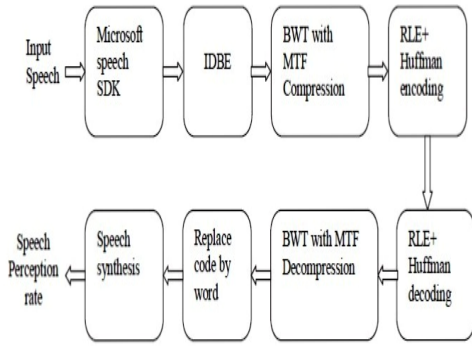 Input
Speech
Microsoft
speech
SDK
IDBE
BWT with
MTF
Compression
RLE+
Huffman
encoding
RLE+
Huffman
decoding
BWT with MTF
Decompression
Replace
code by
word
Speech
synthesis
Speech
Perception
rate